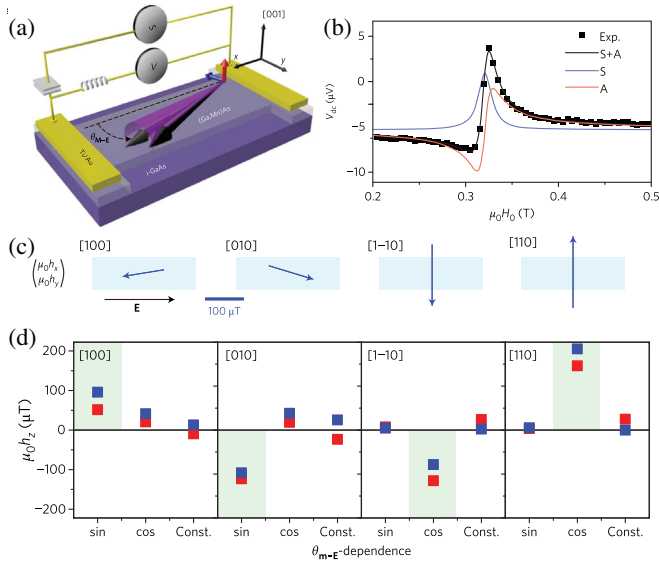 (a)
[001]
S
V
x
y
θM–E
(Ga,Mn)As
Ti/Au
i-GaAs
(b)
5
0
−5
−10
Vdc (μV)
Exp.
S+A
S
A
0.2
0.3
0.4
0.5
μ0H0 (T)
(c)
[100]
[010]
[1–10]
[110]
(μ0hx
μ0hy)
E
100 μT
(d)
[100]
[010]
[1–10]
[110]
200
100
0
−100
−200
μ0hz (μT)
sin
cos
Const.
sin
cos
Const.
sin
cos
Const.
sin
cos
Const.
θm–E-dependence